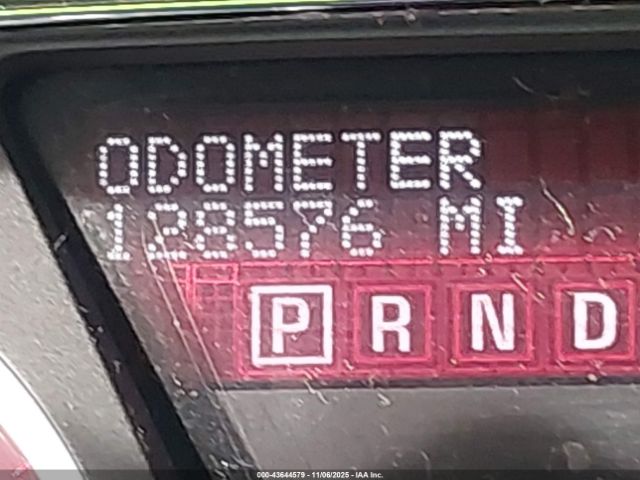 ODOMETER
128576 MI
P R N D
000-43644579 | 11/06/2025 - IAA Inc.